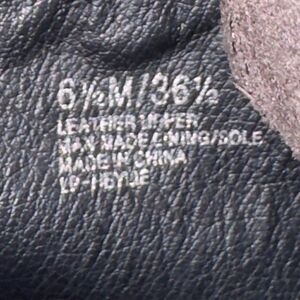 6½M/36½
LEATHER UPPER
MAN MADE LINING/SOLE
MADE IN CHINA